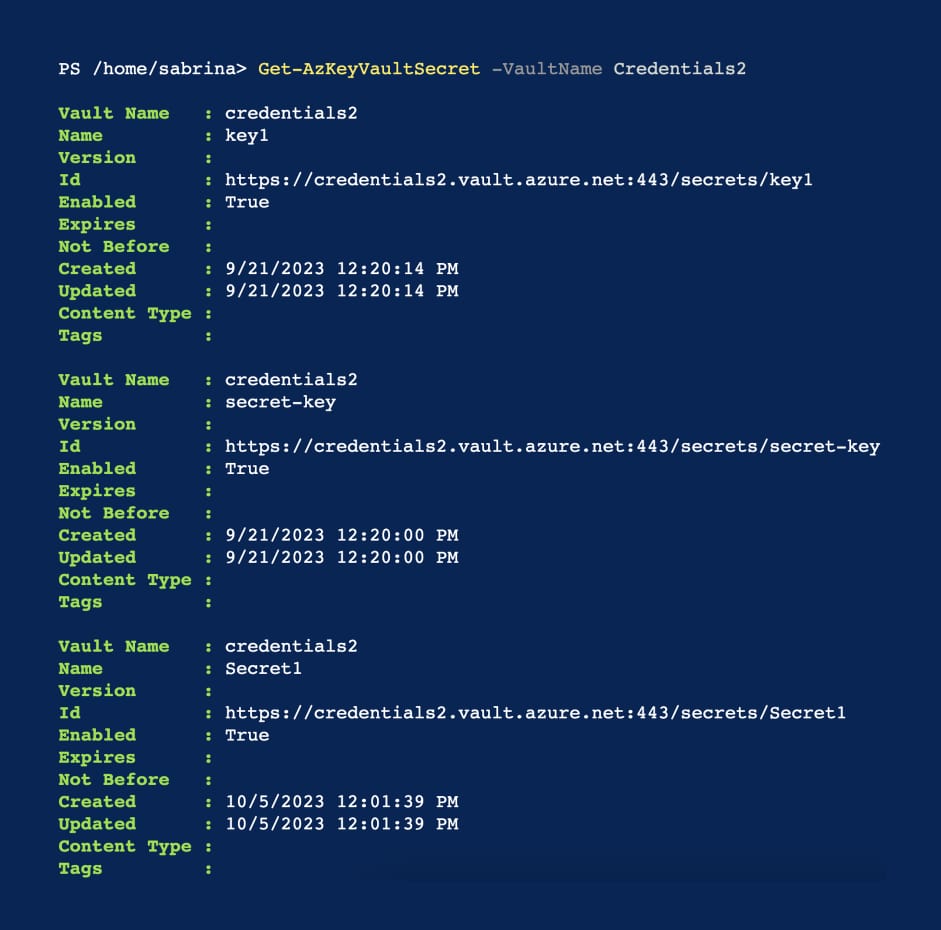 PS /home/sabrina> Get-AzKeyVaultSecret -VaultName Credentials2
Vault Name   : credentials2
Name         : key1
Version      :
Id           : https://credentials2.vault.azure.net:443/secrets/key1
Enabled      : True
Expires      :
Not Before   :
Created      : 9/21/2023 12:20:14 PM
Updated      : 9/21/2023 12:20:14 PM
Content Type :
Tags         :
Vault Name   : credentials2
Name         : secret-key
Version      :
Id           : https://credentials2.vault.azure.net:443/secrets/secret-key
Enabled      : True
Expires      :
Not Before   :
Created      : 9/21/2023 12:20:00 PM
Updated      : 9/21/2023 12:20:00 PM
Content Type :
Tags         :
Vault Name   : credentials2
Name         : Secret1
Version      :
Id           : https://credentials2.vault.azure.net:443/secrets/Secret1
Enabled      : True
Expires      :
Not Before   :
Created      : 10/5/2023 12:01:39 PM
Updated      : 10/5/2023 12:01:39 PM
Content Type :
Tags         :